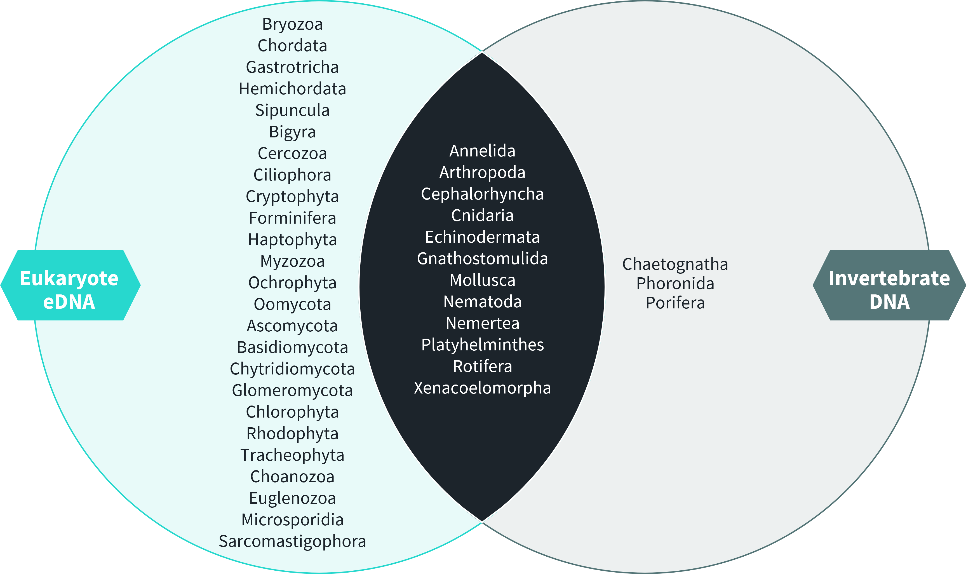 Eukaryote
eDNA
Bryozoa
Chordata
Gastrotricha
Hemichordata
Sipuncula
Bigyra
Cercozoa
Ciliophora
Cryptophyta
Forminifera
Haptophyta
Myzozoa
Ochrophyta
Oomycota
Ascomycota
Basidiomycota
Chytridiomycota
Glomeromycota
Chlorophyta
Rhodophyta
Tracheophyta
Choanozoa
Euglenozoa
Microsporidia
Sarcomastigophora
Annelida
Arthropoda
Cephalorhyncha
Cnidaria
Echinodermata
Gnathostomulida
Mollusca
Nematoda
Nemertea
Platyhelminthes
Rotifera
Xenacoelomorpha
Chaetognatha
Phoronida
Porifera
Invertebrate
DNA